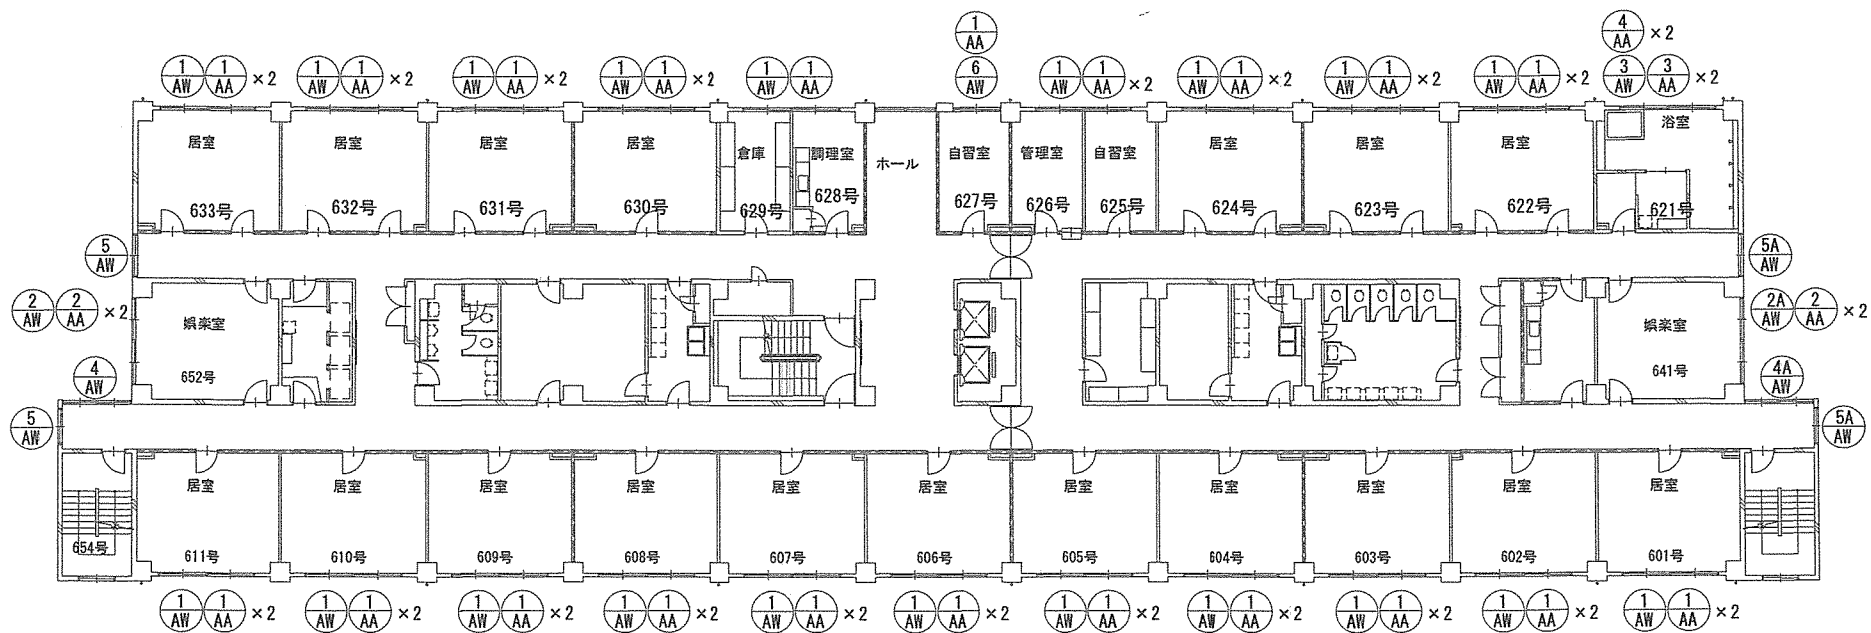 1 AA
4 AA ×2
1 AW 1 AA ×2
1 AW 1 AA ×2
1 AW 1 AA ×2
1 AW 1 AA ×2
1 AW 1 AA
6 AW
1 AW 1 AA ×2
1 AW 1 AA ×2
1 AW 1 AA ×2
1 AW 1 AA ×2
3 AW 3 AA ×2
居室
633号
居室
632号
居室
631号
居室
630号
倉庫
629号
調理室
628号
ホール
自習室
627号
管理室
626号
自習室
625号
居室
624号
居室
623号
居室
622号
浴室
621号
5 AW
5A AW
2 AW 2 AA ×2
娯楽室
652号
娯楽室
641号
2A AW 2 AA ×2
4 AW
4A AW
5 AW
5A AW
654号
居室
611号
居室
610号
居室
609号
居室
608号
居室
607号
居室
606号
居室
605号
居室
604号
居室
603号
居室
602号
居室
601号
1 AW 1 AA ×2
1 AW 1 AA ×2
1 AW 1 AA ×2
1 AW 1 AA ×2
1 AW 1 AA ×2
1 AW 1 AA ×2
1 AW 1 AA ×2
1 AW 1 AA ×2
1 AW 1 AA ×2
1 AW 1 AA ×2
1 AW 1 AA ×2